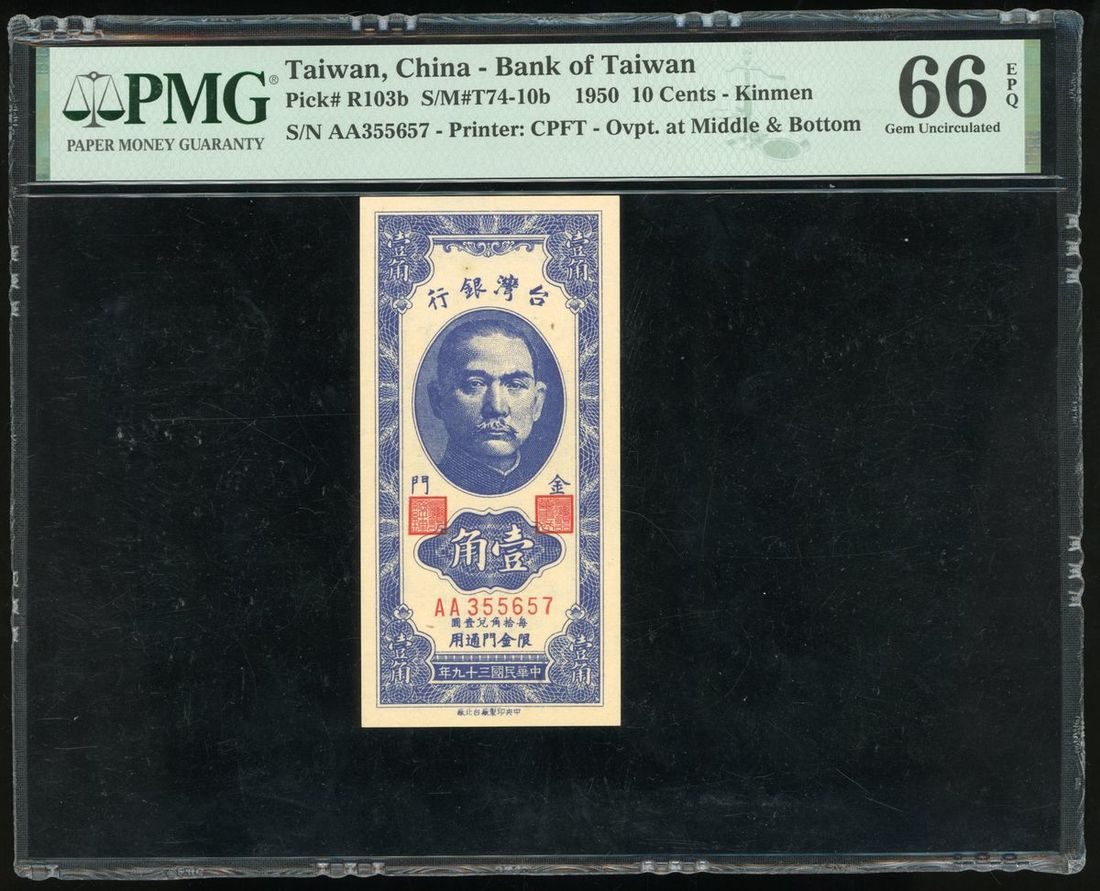 PMG®
PAPER MONEY GUARANTY
Taiwan, China - Bank of Taiwan
Pick# R103b S/M#T74-10b 1950 10 Cents - Kinmen
S/N AA355657 - Printer: CPFT - Ovpt. at Middle & Bottom
66 EPQ
Gem Uncirculated
壹角
壹角
台灣銀行
金門
壹角
AA 355657
每拾角兌壹圓
限金門通用
壹角
壹角
中華民國三十九年
中央印製廠台北廠